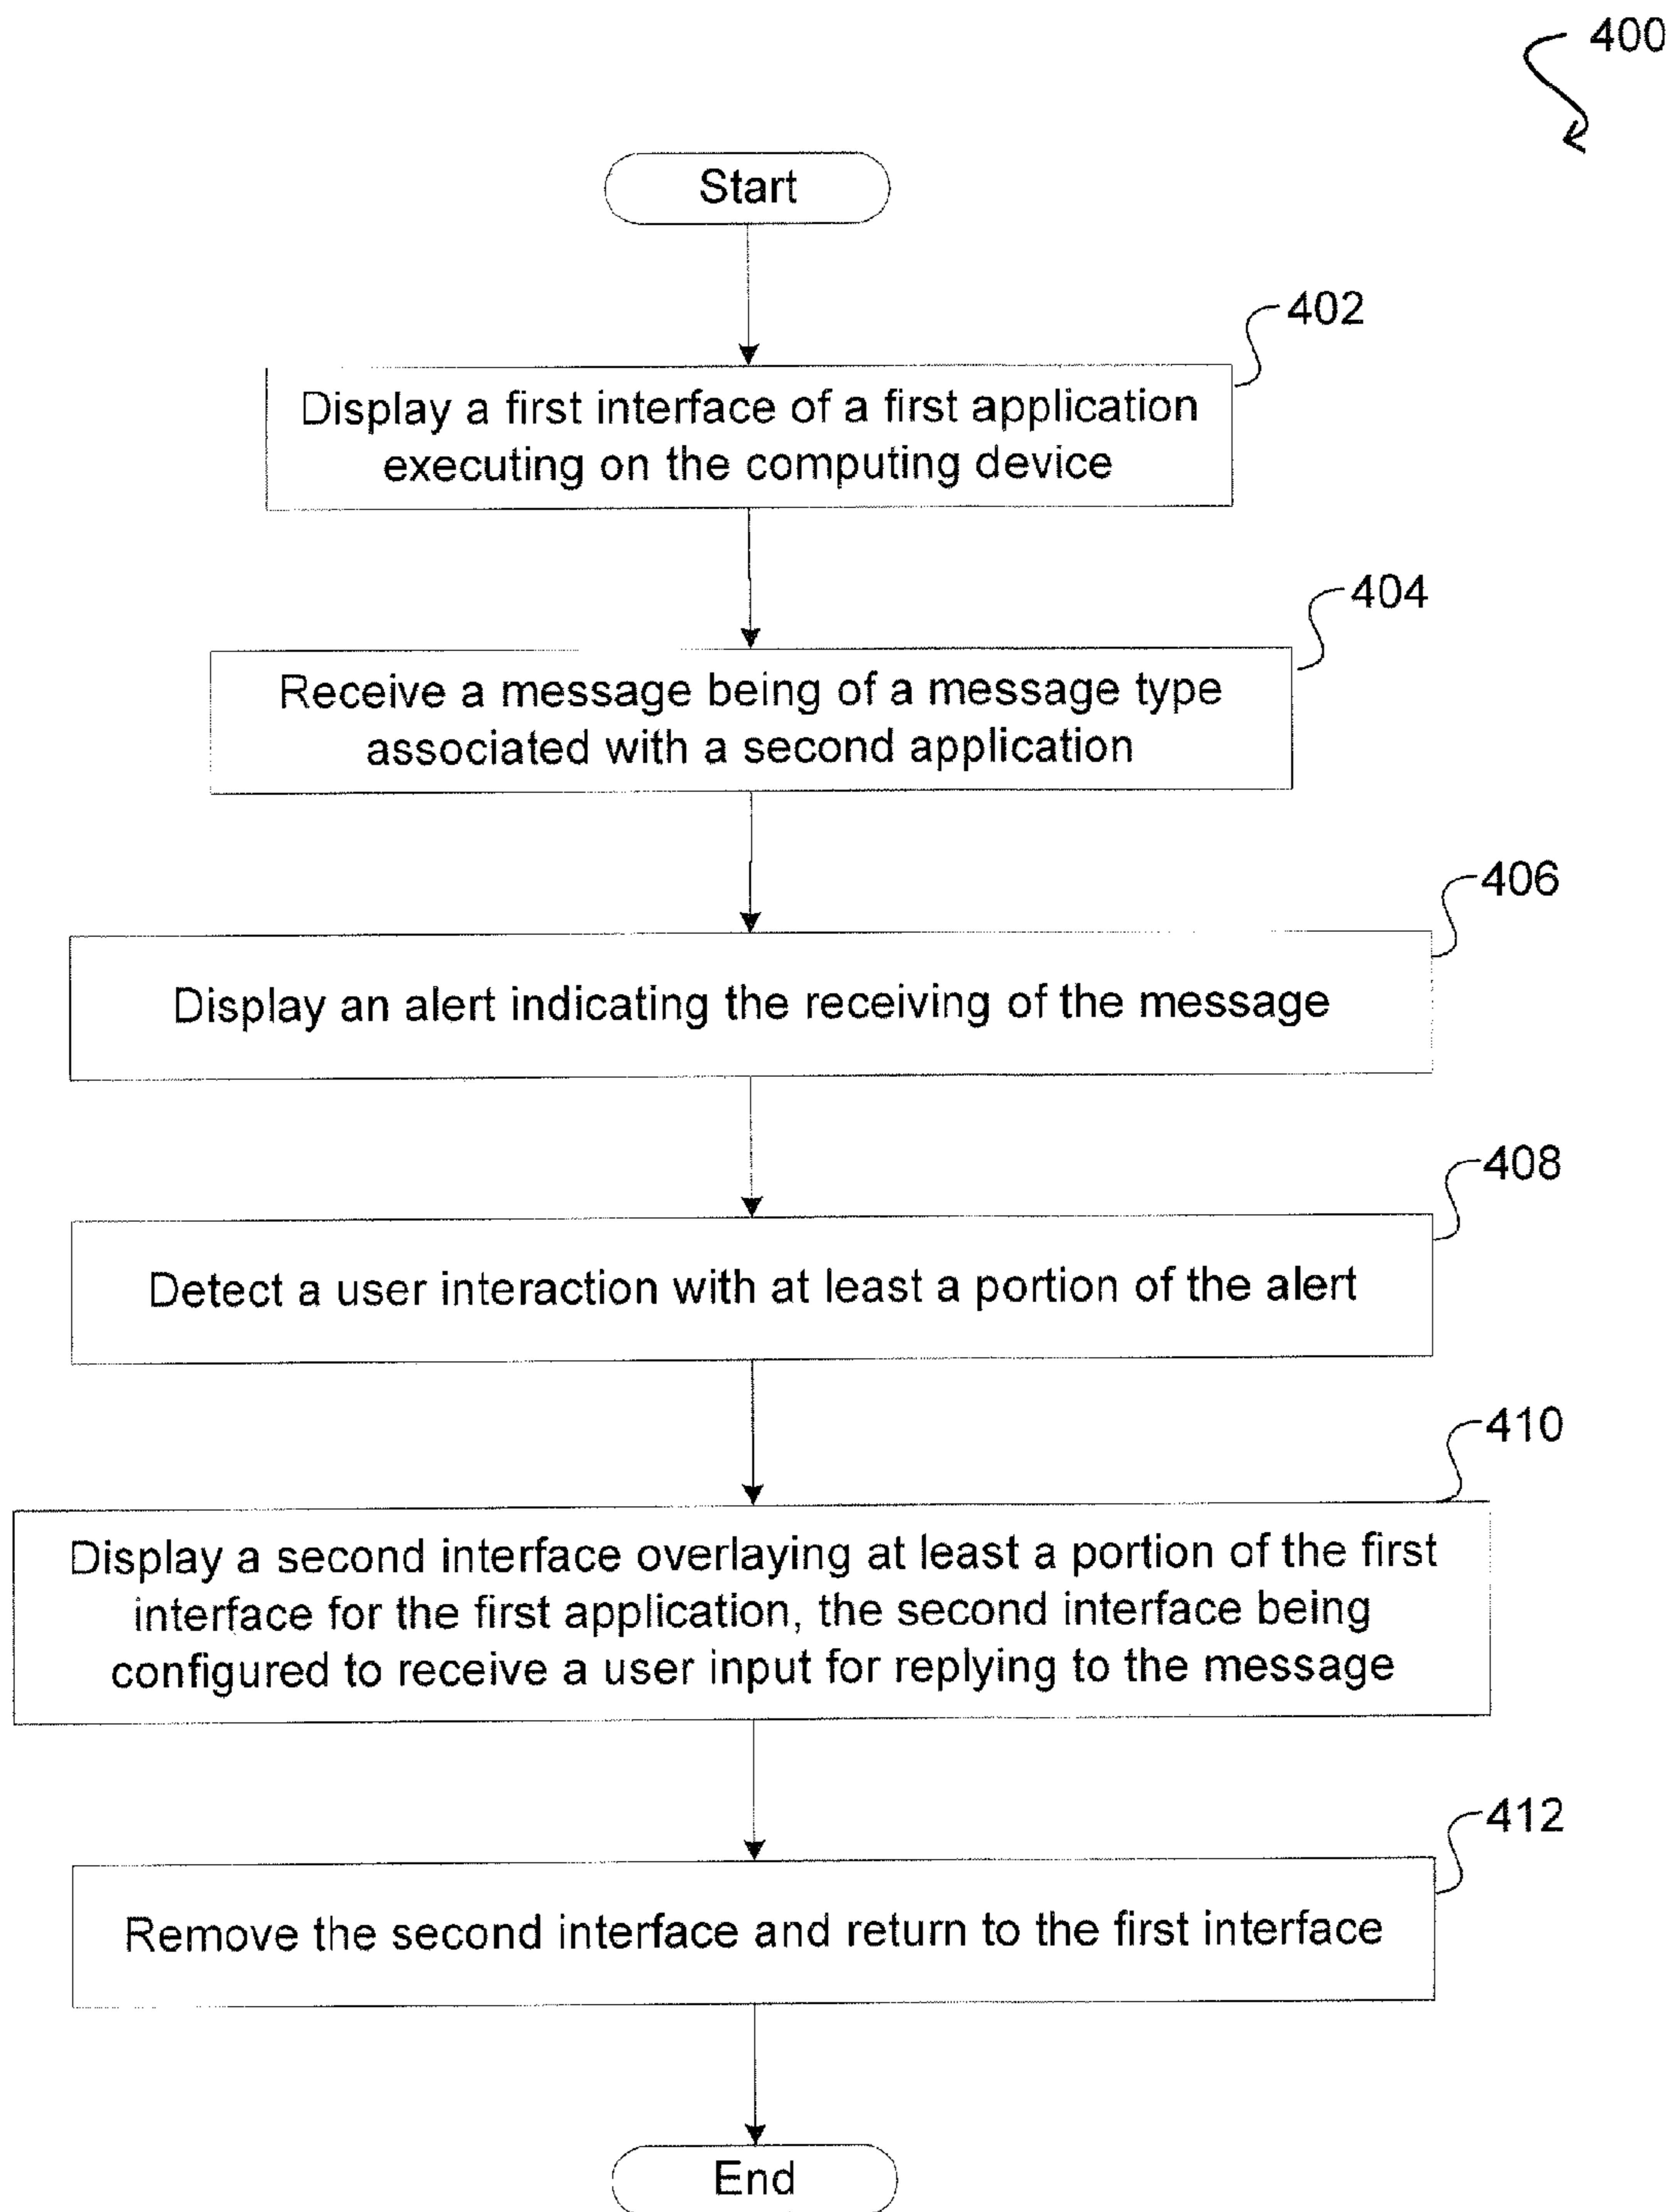 400
Start
402
Display a first interface of a first application
executing on the computing device
404
Receive a message being of a message type
associated with a second application
406
Display an alert indicating the receiving of the message
408
Detect a user interaction with at least a portion of the alert
410
Display a second interface overlaying at least a portion of the first
interface for the first application, the second interface being
configured to receive a user input for replying to the message
412
Remove the second interface and return to the first interface
End